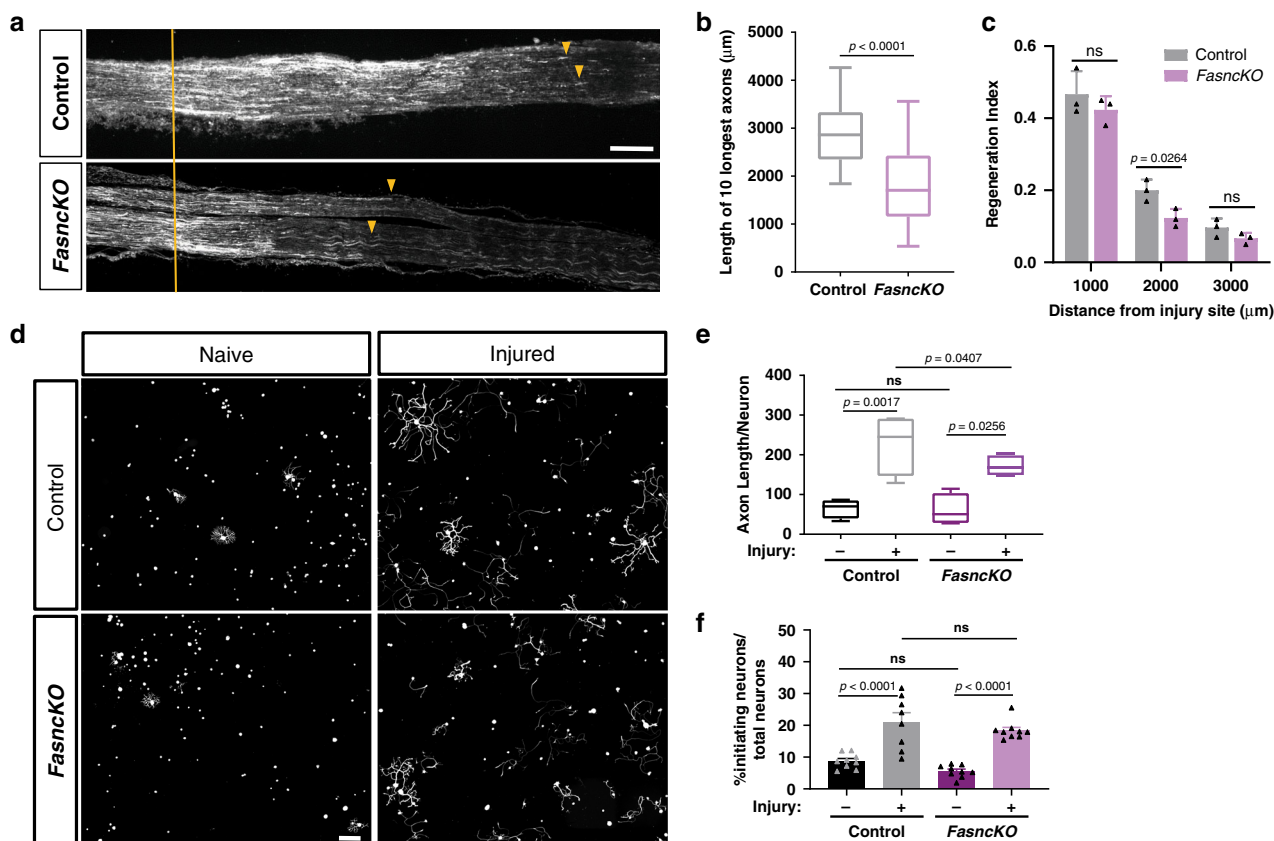 a
Control
FasncKO
b
Length of 10 longest axons (μm)
5000
4000
3000
2000
1000
0
p < 0.0001
Control FasncKO
c
Regeneration Index
0.6
0.4
0.2
0.0
ns
p = 0.0264
ns
Control
FasncKO
1000 2000 3000
Distance from injury site (μm)
d
Naive Injured
Control
FasncKO
e
Axon Length/Neuron
400
300
200
100
0
p = 0.0407
ns
p = 0.0017
p = 0.0256
Injury: – + – +
Control FasncKO
f
%initiating neurons/
total neurons
50
40
30
20
10
0
ns
ns
p < 0.0001 p < 0.0001
Injury: – + – +
Control FasncKO